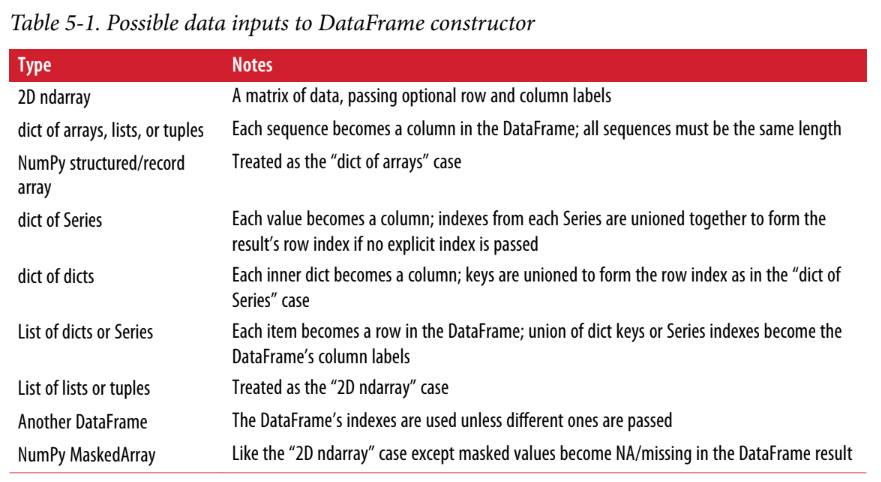 Table 5-1. Possible data inputs to DataFrame constructor
Type Notes
2D ndarray A matrix of data, passing optional row and column labels
dict of arrays, lists, or tuples Each sequence becomes a column in the DataFrame; all sequences must be the same length
NumPy structured/record Treated as the “dict of arrays” case
array
dict of Series Each value becomes a column; indexes from each Series are unioned together to form the
result’s row index if no explicit index is passed
dict of dicts Each inner dict becomes a column; keys are unioned to form the row index as in the “dict of
Series” case
List of dicts or Series Each item becomes a row in the DataFrame; union of dict keys or Series indexes become the
DataFrame’s column labels
List of lists or tuples Treated as the “2D ndarray” case
Another DataFrame The DataFrame’s indexes are used unless different ones are passed
NumPy MaskedArray Like the “2D ndarray” case except masked values become NA/missing in the DataFrame result